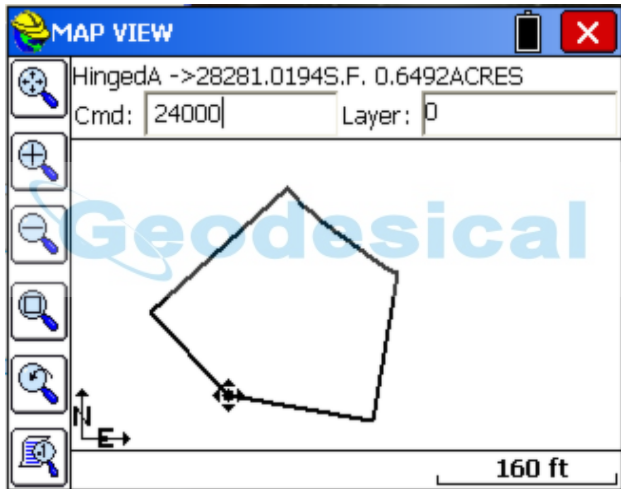 MAP VIEW
HingedA ->28281.0194S.F. 0.6492ACRES
Cmd: 24000 Layer: 0
Geodesical
N
E
160 ft